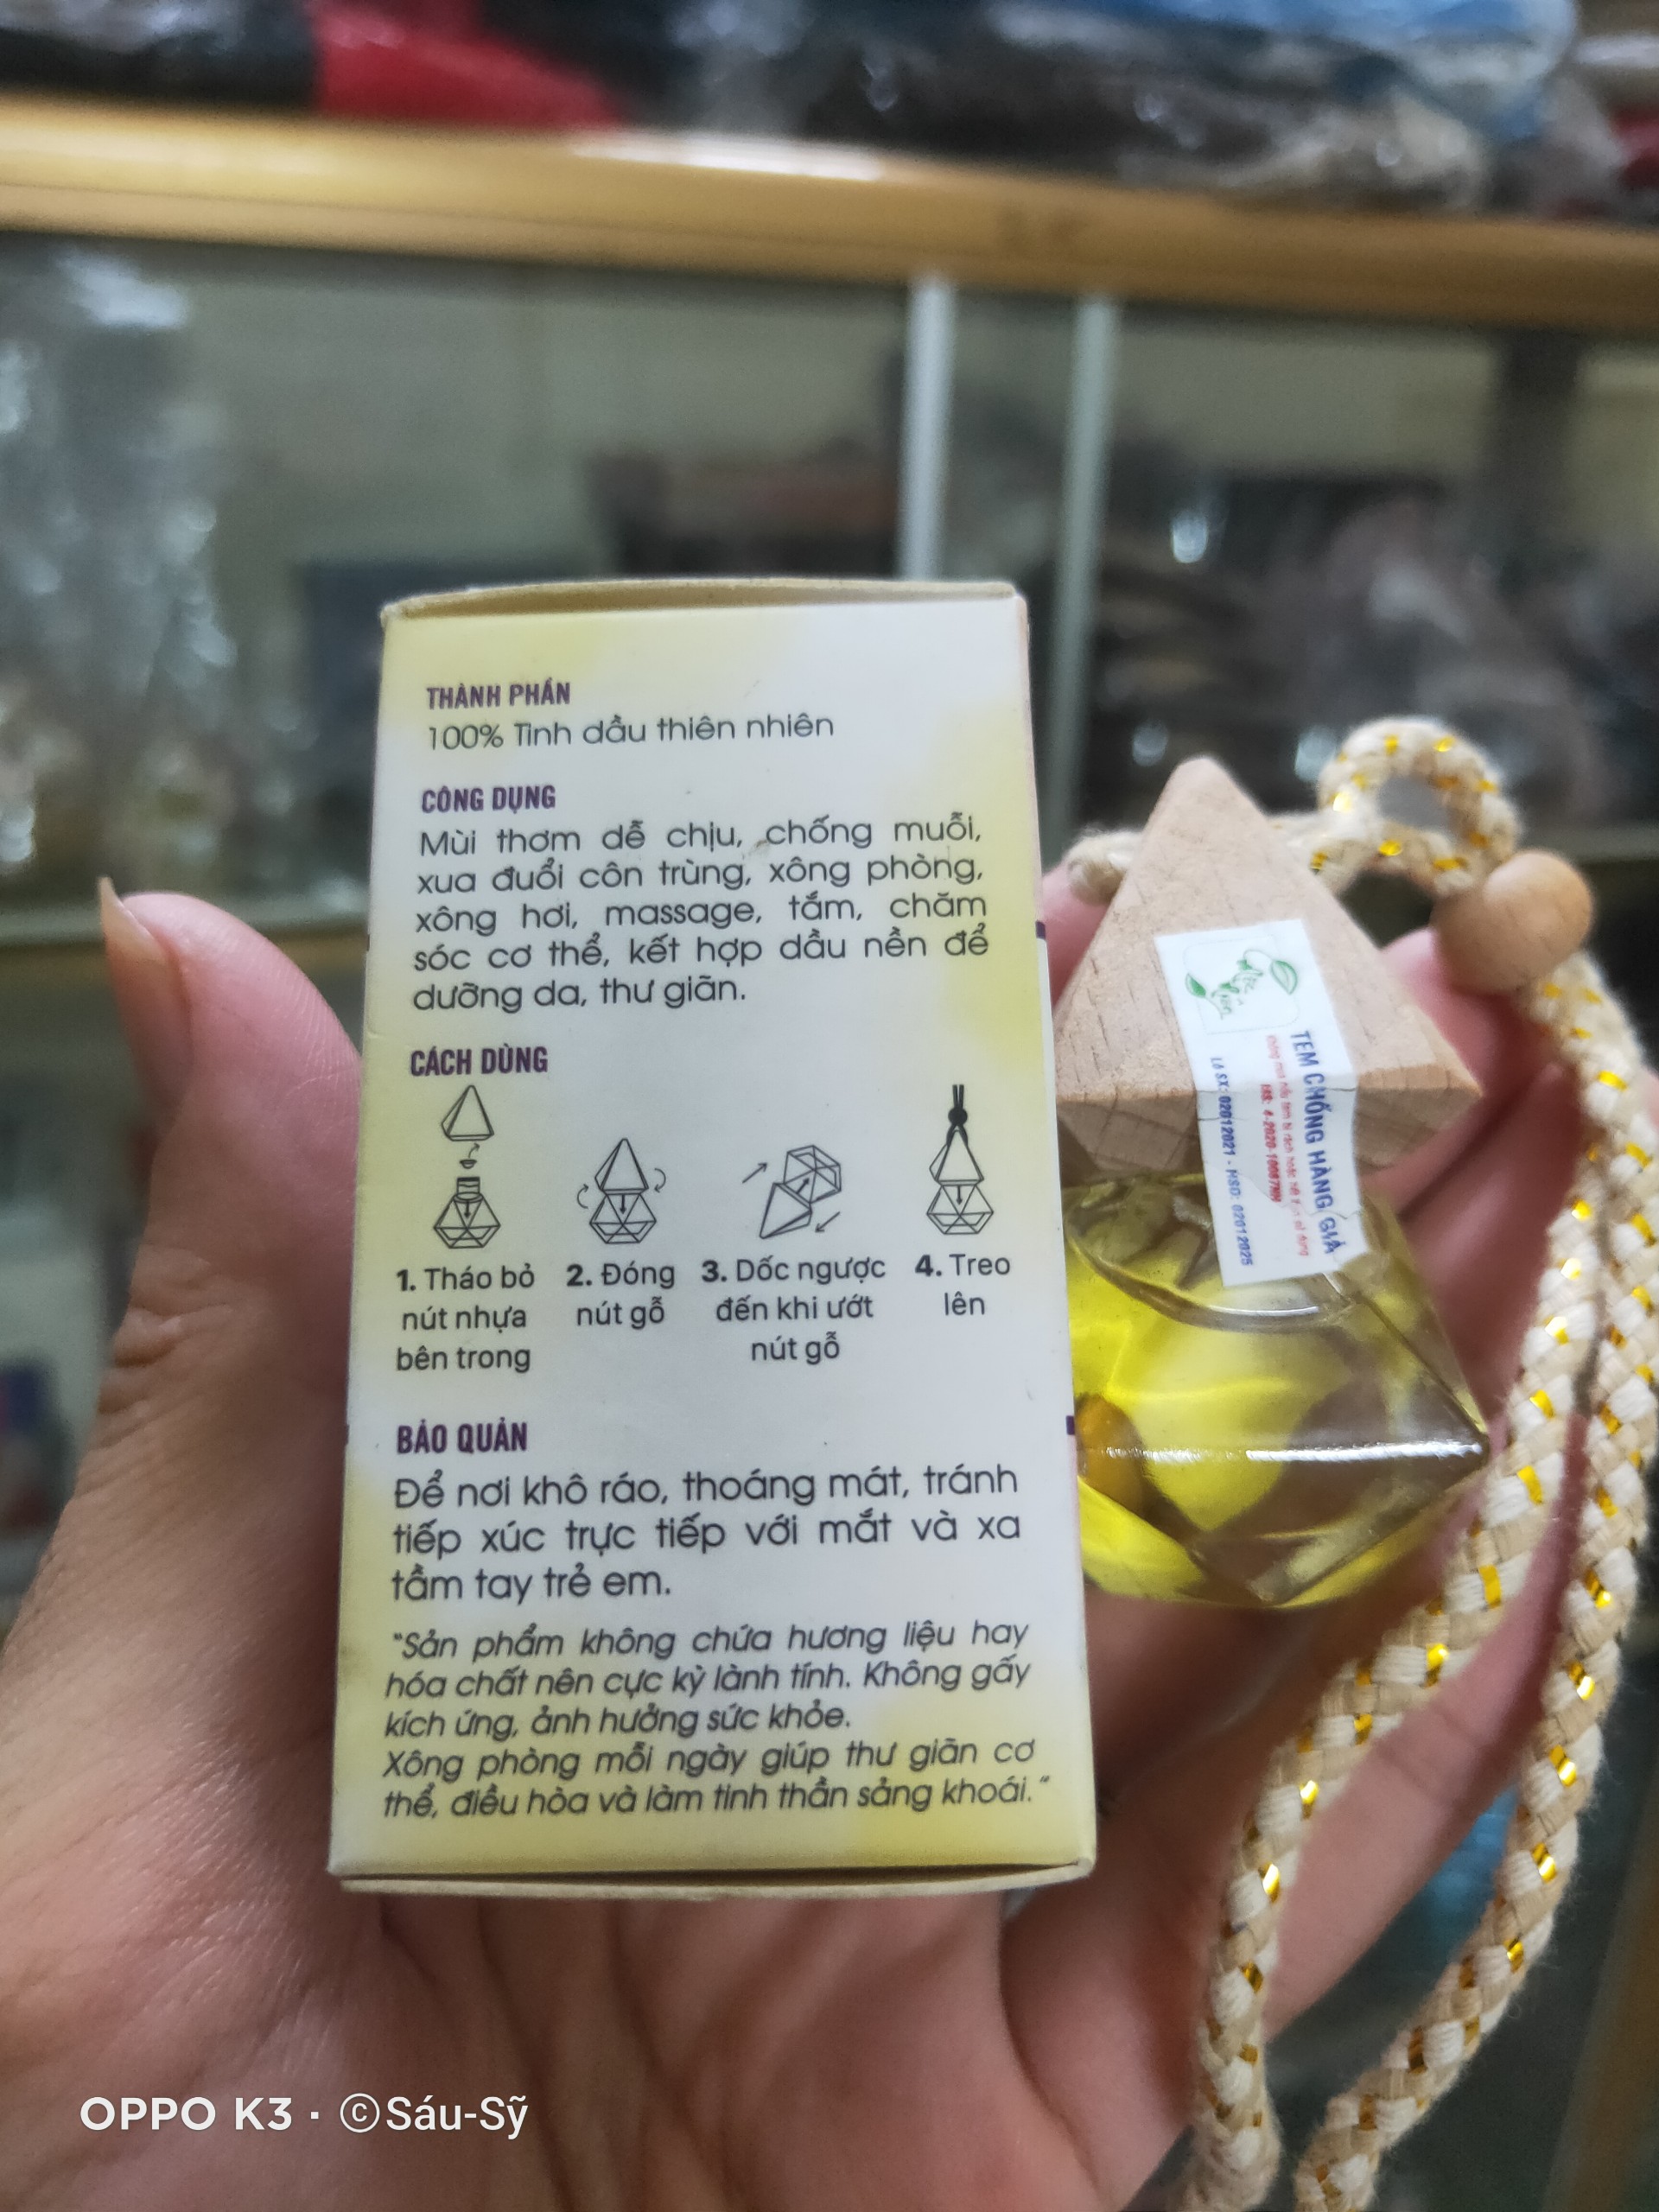 THÀNH PHẦN
100% Tinh dầu thiên nhiên
CÔNG DỤNG
Mùi thơm dễ chịu, chống muỗi,
xua đuổi côn trùng, xông phòng,
xông hơi, massage, tắm, chăm
sóc cơ thể, kết hợp dầu nền để
dưỡng da, thư giãn.
CÁCH DÙNG
1. Tháo bỏ
nút nhựa
bên trong
2. Đóng
nút gỗ
3. Dốc ngược
đến khi ướt
nút gỗ
4. Treo
lên
BẢO QUẢN
Để nơi khô ráo, thoáng mát, tránh
tiếp xúc trực tiếp với mắt và xa
tầm tay trẻ em.
"Sản phẩm không chứa hương liệu hay
hóa chất nên cực kỳ lành tính. Không gấy
kích ứng, ảnh hưởng sức khỏe.
Xông phòng mỗi ngày giúp thư giãn cơ
thể, điều hòa và làm tinh thần sảng khoái."
TEM CHỐNG HÀNG GIẢ
Lô SX: 02012021 - HSD: 02012025
OPPO K3 · ©Sáu-Sỹ